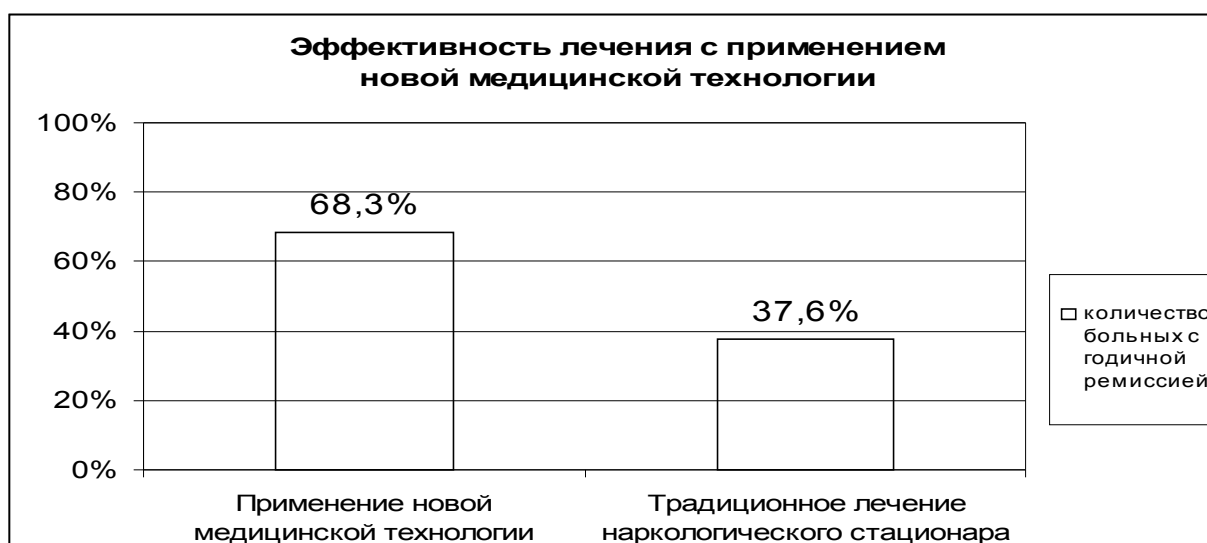 Эффективность лечения с применением
новой медицинской технологии
100%
80%
68,3%
60%
40%
37,6%
20%
0%
Применение новой
медицинской технологии
Традиционное лечение
наркологического стационара
количество
больных с
годичной
ремиссией